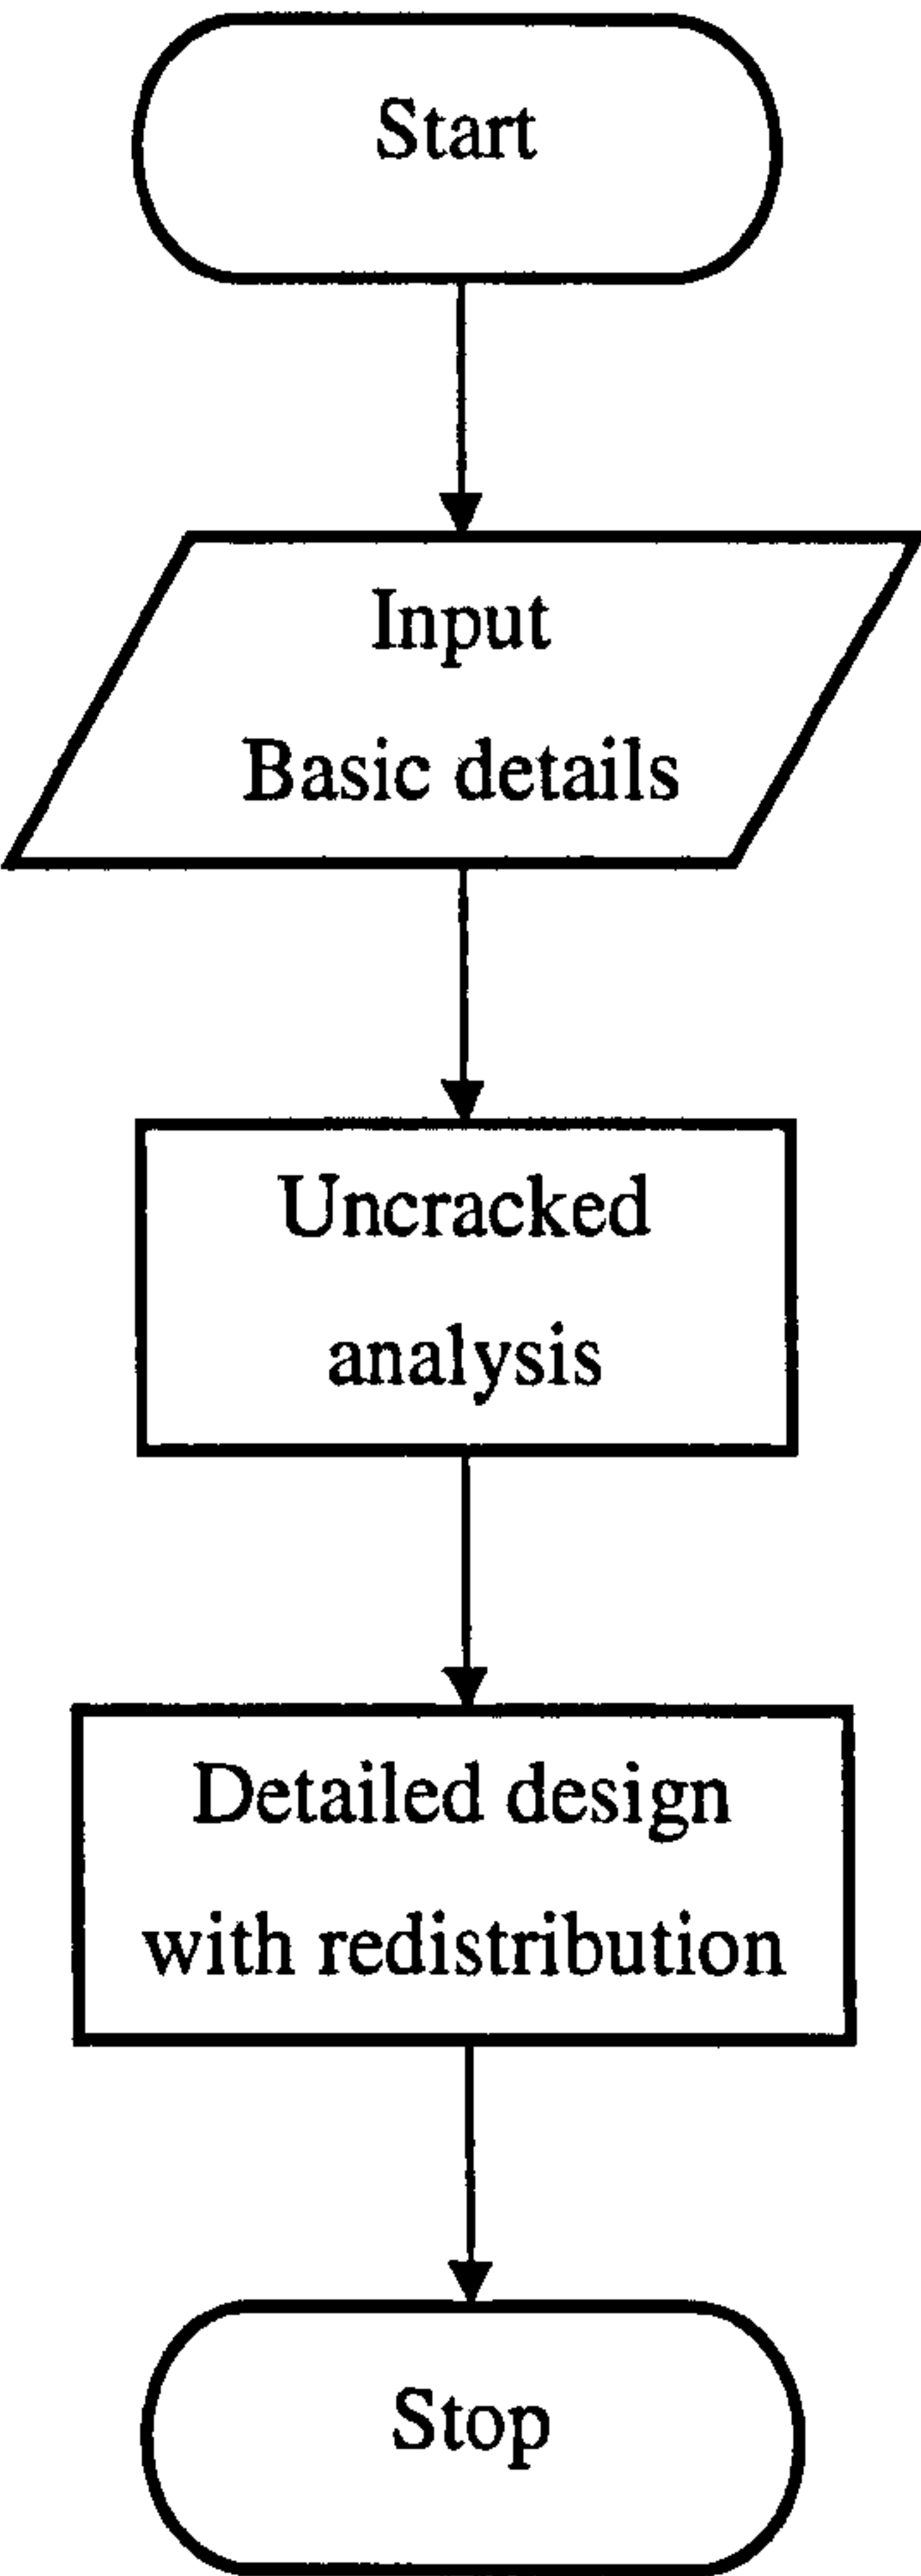 Start
Input
Basic details
Uncracked
analysis
Detailed design
with redistribution
Stop